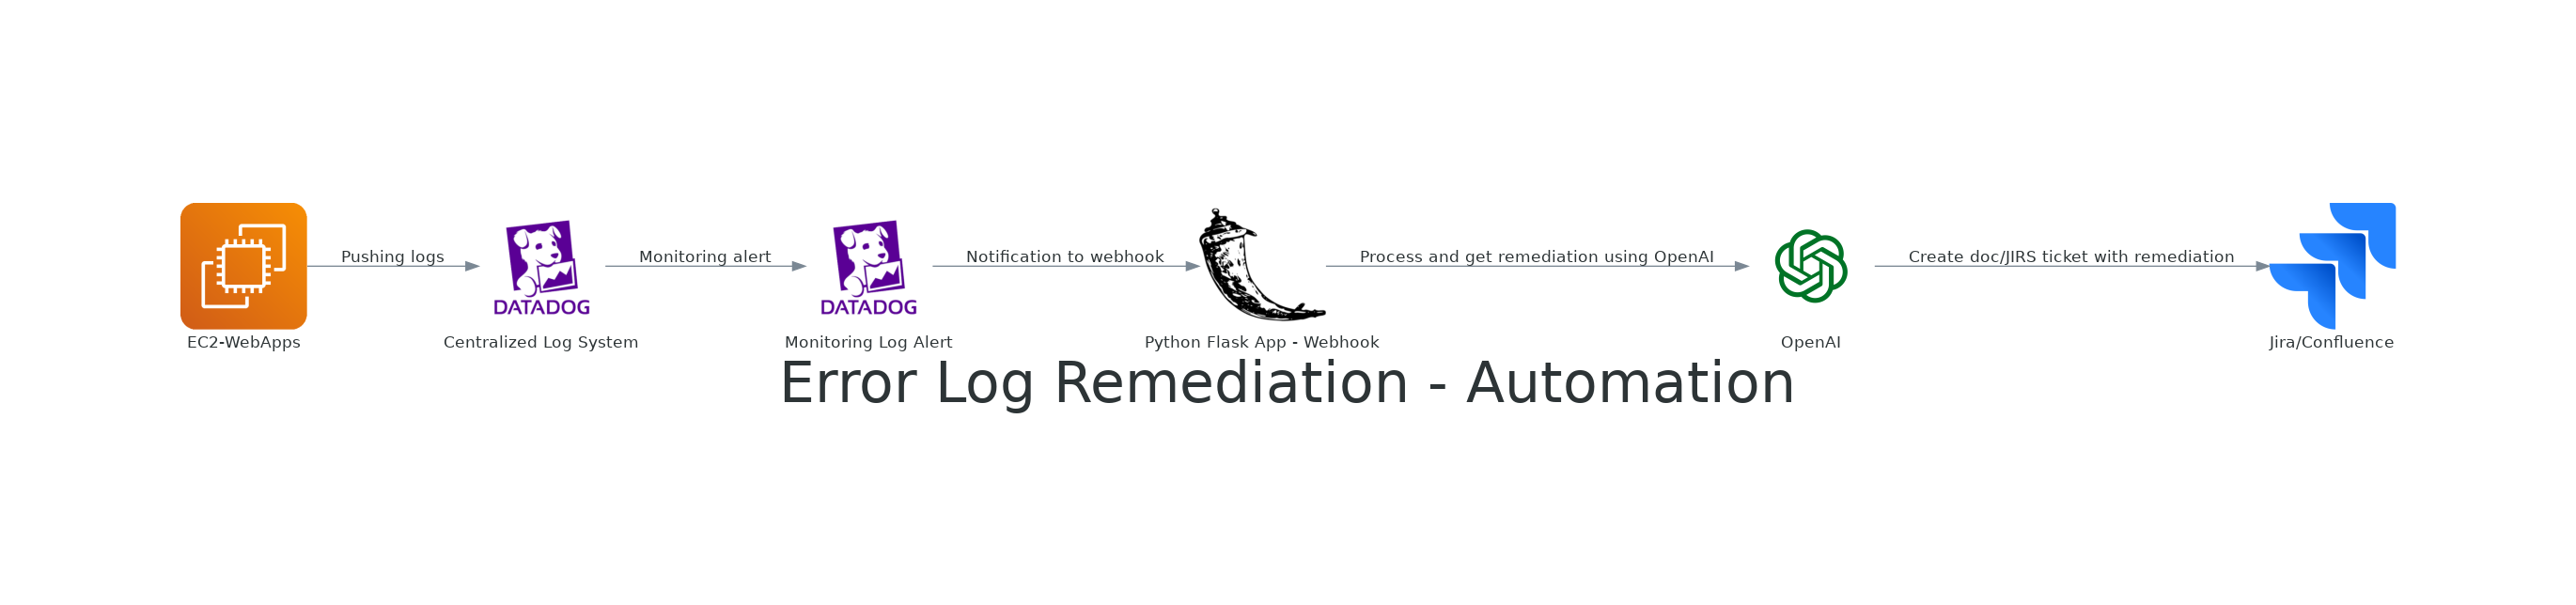 Pushing logs
Monitoring alert
Notification to webhook
Process and get remediation using OpenAI
Create doc/JIRS ticket with remediation
DATADOG
DATADOG
EC2-WebApps
Centralized Log System
Monitoring Log Alert
Python Flask App - Webhook
OpenAI
Jira/Confluence
Error Log Remediation - Automation